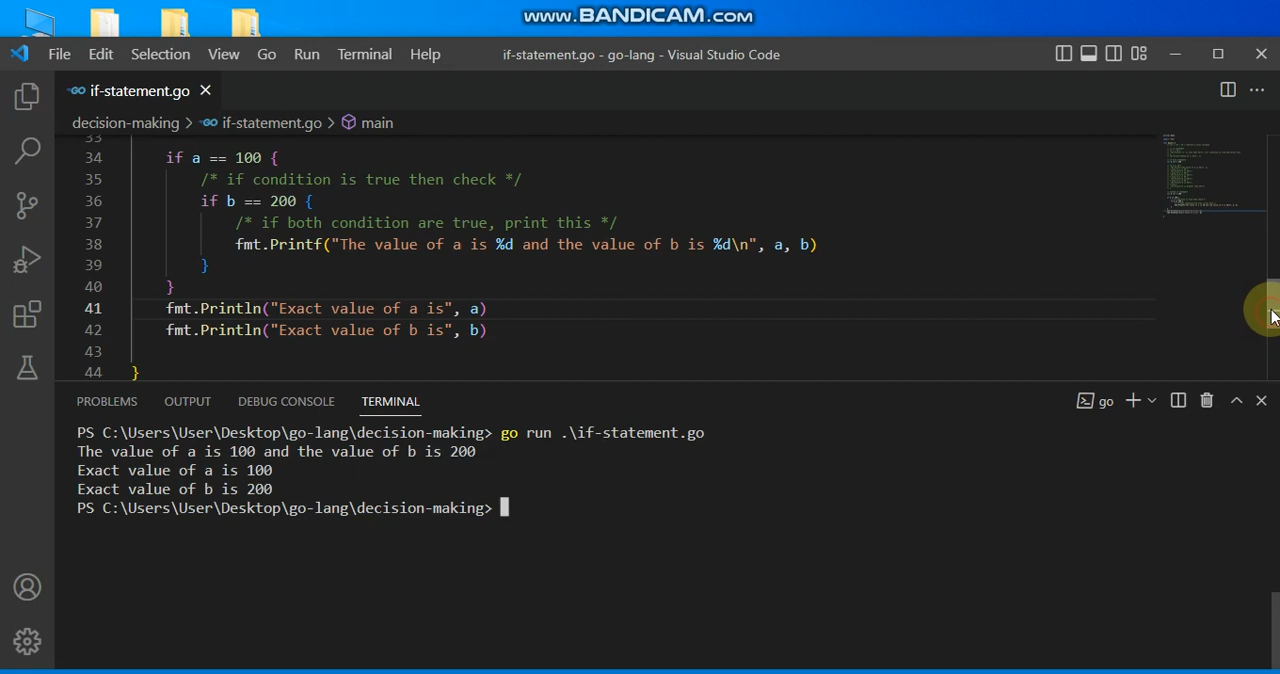 www.BANDICAM.com
File Edit Selection View Go Run Terminal Help if-statement.go - go-lang - Visual Studio Code
GO if-statement.go
decision-making > GO if-statement.go > main
33
34 if a == 100 {
35 /* if condition is true then check */
36 if b == 200 {
37 /* if both condition are true, print this */
38 fmt.Printf("The value of a is %d and the value of b is %d\n", a, b)
39 }
40 }
41 fmt.Println("Exact value of a is", a)
42 fmt.Println("Exact value of b is", b)
43
44 }
PROBLEMS OUTPUT DEBUG CONSOLE TERMINAL go
PS C:\Users\User\Desktop\go-lang\decision-making> go run .\if-statement.go
The value of a is 100 and the value of b is 200
Exact value of a is 100
Exact value of b is 200
PS C:\Users\User\Desktop\go-lang\decision-making>